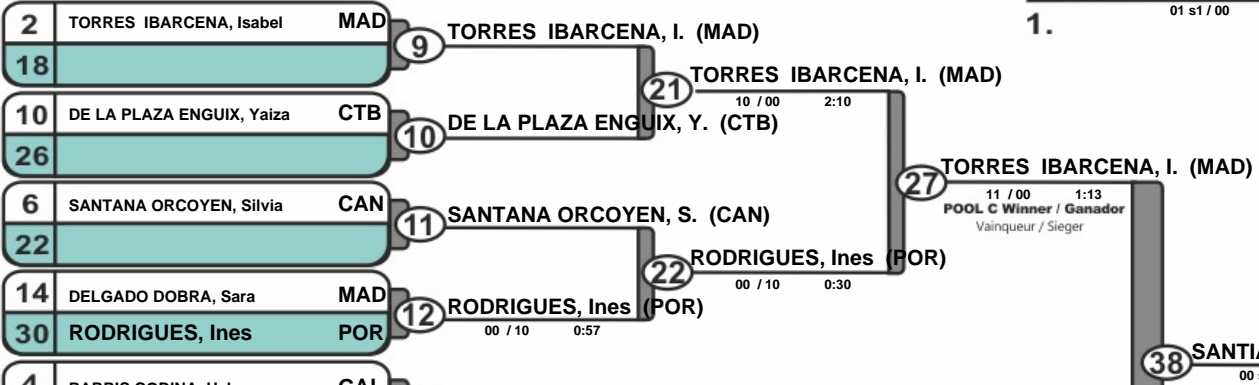 01 s1 / 00
1.
2 TORRES IBARCENA, Isabel MAD
18
9 TORRES IBARCENA, I. (MAD)
21 TORRES IBARCENA, I. (MAD)
10 / 00 2:10
10 DE LA PLAZA ENGUIX, Yaiza CTB
26
10 DE LA PLAZA ENGUIX, Y. (CTB)
27 TORRES IBARCENA, I. (MAD)
11 / 00 1:13
POOL C Winner / Ganador
Vainqueur / Sieger
6 SANTANA ORCOYEN, Silvia CAN
22
11 SANTANA ORCOYEN, S. (CAN)
22 RODRIGUES, Ines (POR)
00 / 10 0:30
14 DELGADO DOBRA, Sara MAD
30 RODRIGUES, Ines POR
12 RODRIGUES, Ines (POR)
00 / 10 0:57
38
00
4